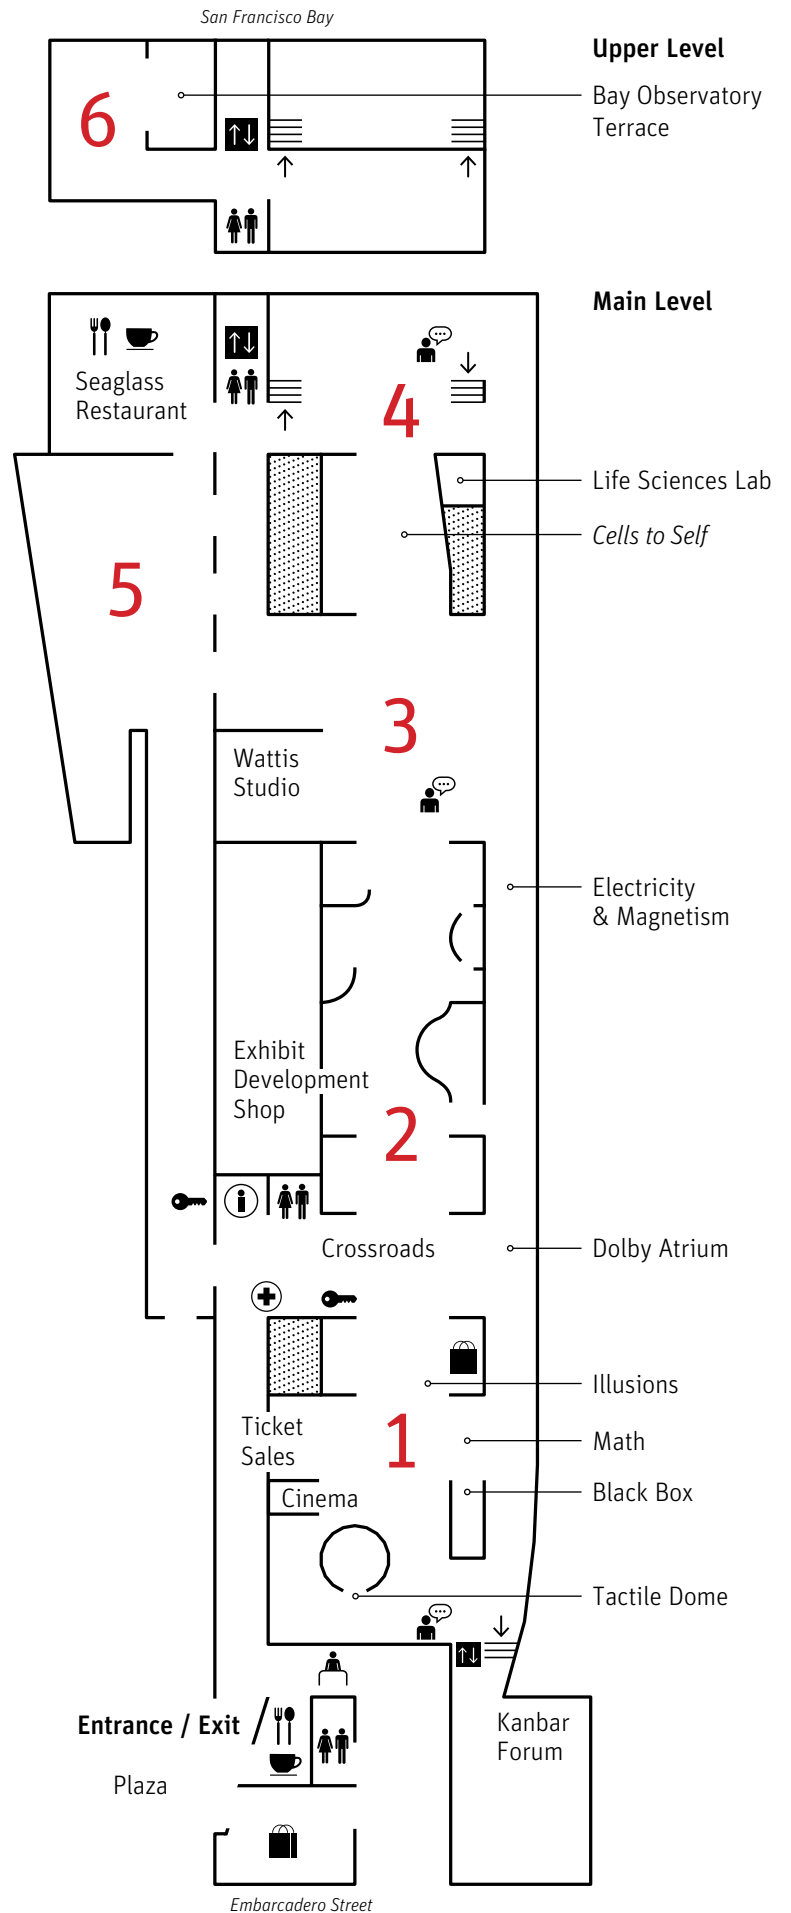 San Francisco Bay
Upper Level
6
Bay Observatory
Terrace
Main Level
Seaglass
Restaurant
4
Life Sciences Lab
Cells to Self
5
3
Wattis
Studio
Electricity
& Magnetism
Exhibit
Development
Shop
2
i
Crossroads
Dolby Atrium
Illusions
Ticket
Sales
1
Math
Cinema
Black Box
Tactile Dome
Entrance / Exit
Kanbar
Forum
Plaza
Embarcadero Street